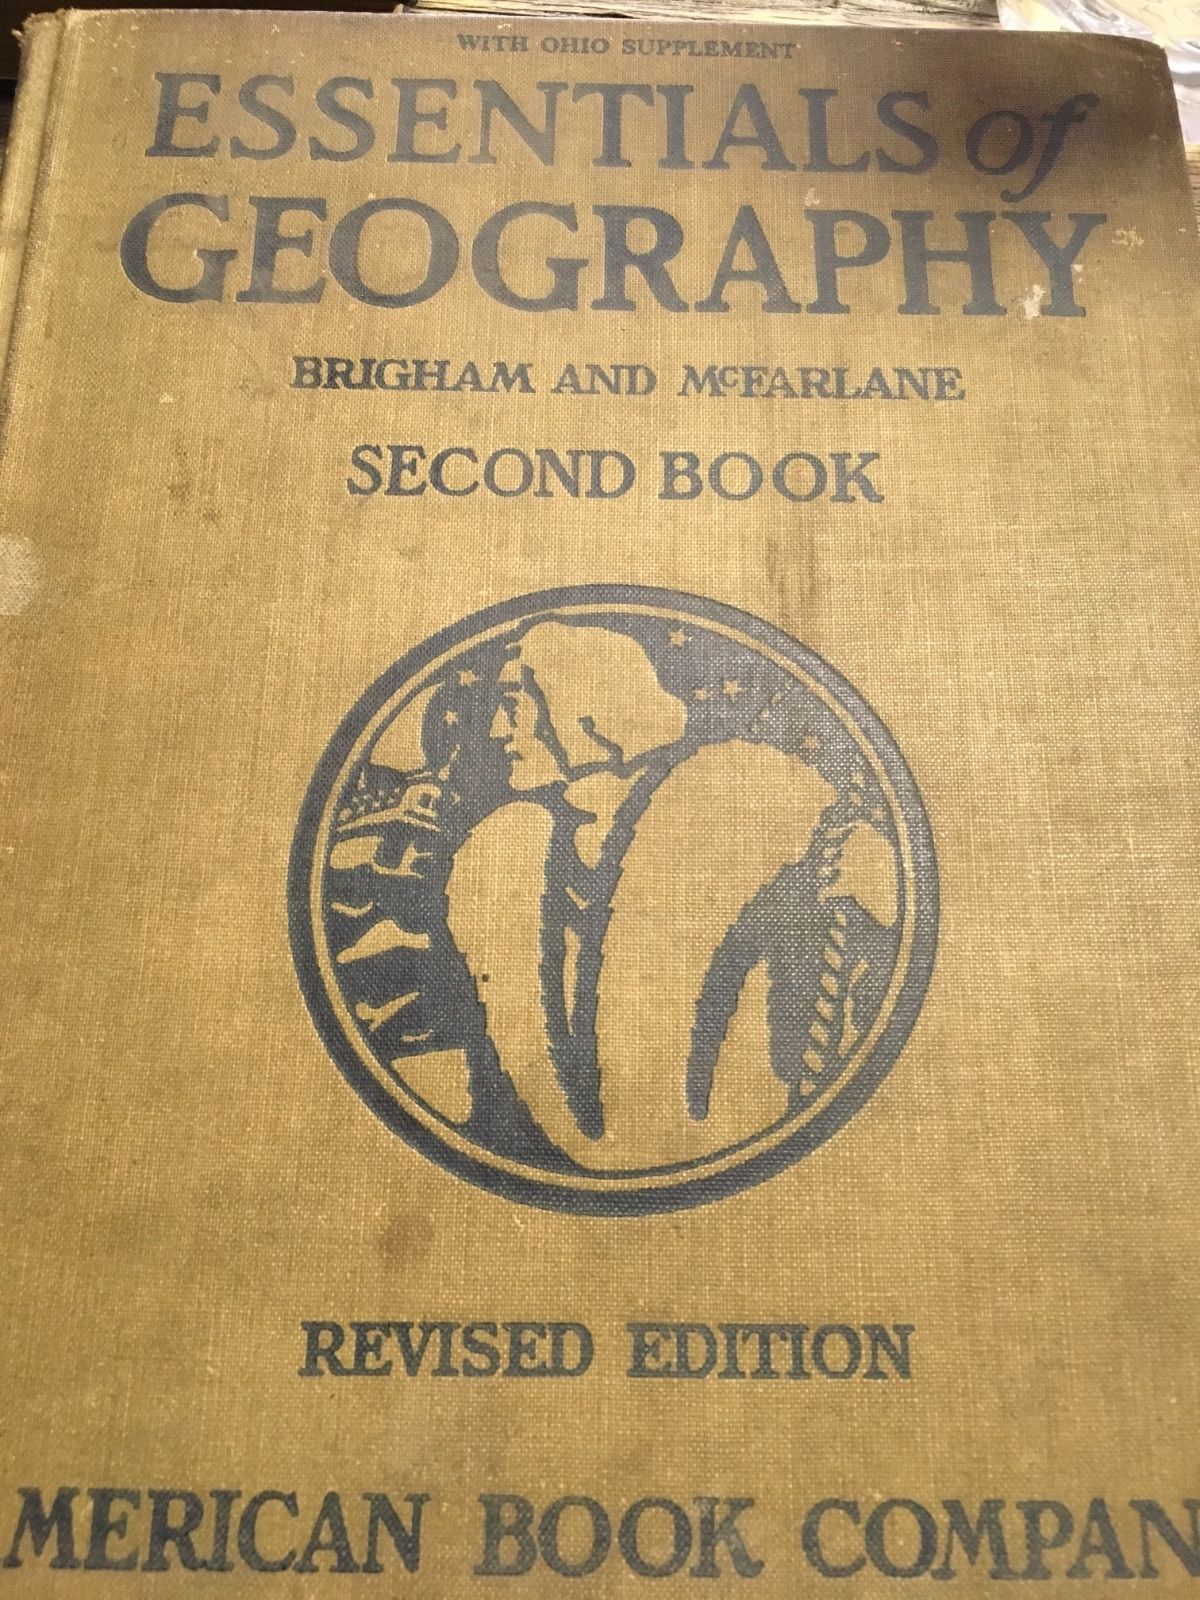 WITH OHIO SUPPLEMENT
ESSENTIALS of
GEOGRAPHY
BRIGHAM AND McFARLANE
SECOND BOOK
REVISED EDITION
MERICAN BOOK COMPAN